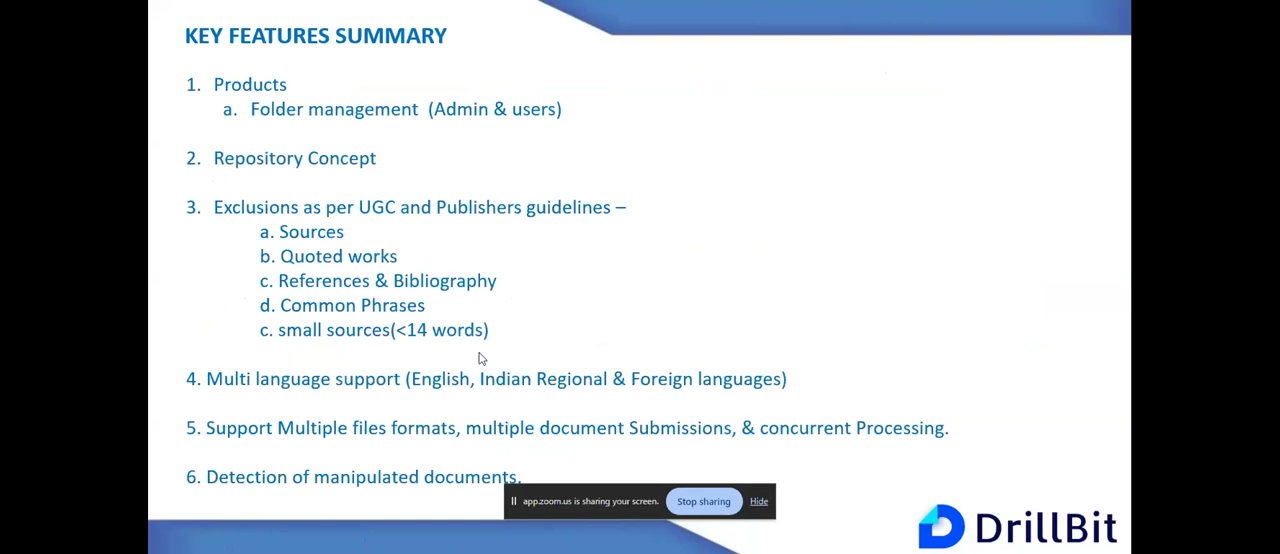 KEY FEATURES SUMMARY
1. Products
a. Folder management (Admin & users)
2. Repository Concept
3. Exclusions as per UGC and Publishers guidelines –
a. Sources
b. Quoted works
c. References & Bibliography
d. Common Phrases
c. small sources(<14 words)
4. Multi language support (English, Indian Regional & Foreign languages)
5. Support Multiple files formats, multiple document Submissions, & concurrent Processing.
6. Detection of manipulated documents.
app.zoom.us is sharing your screen. Stop sharing Hide
DrillBit